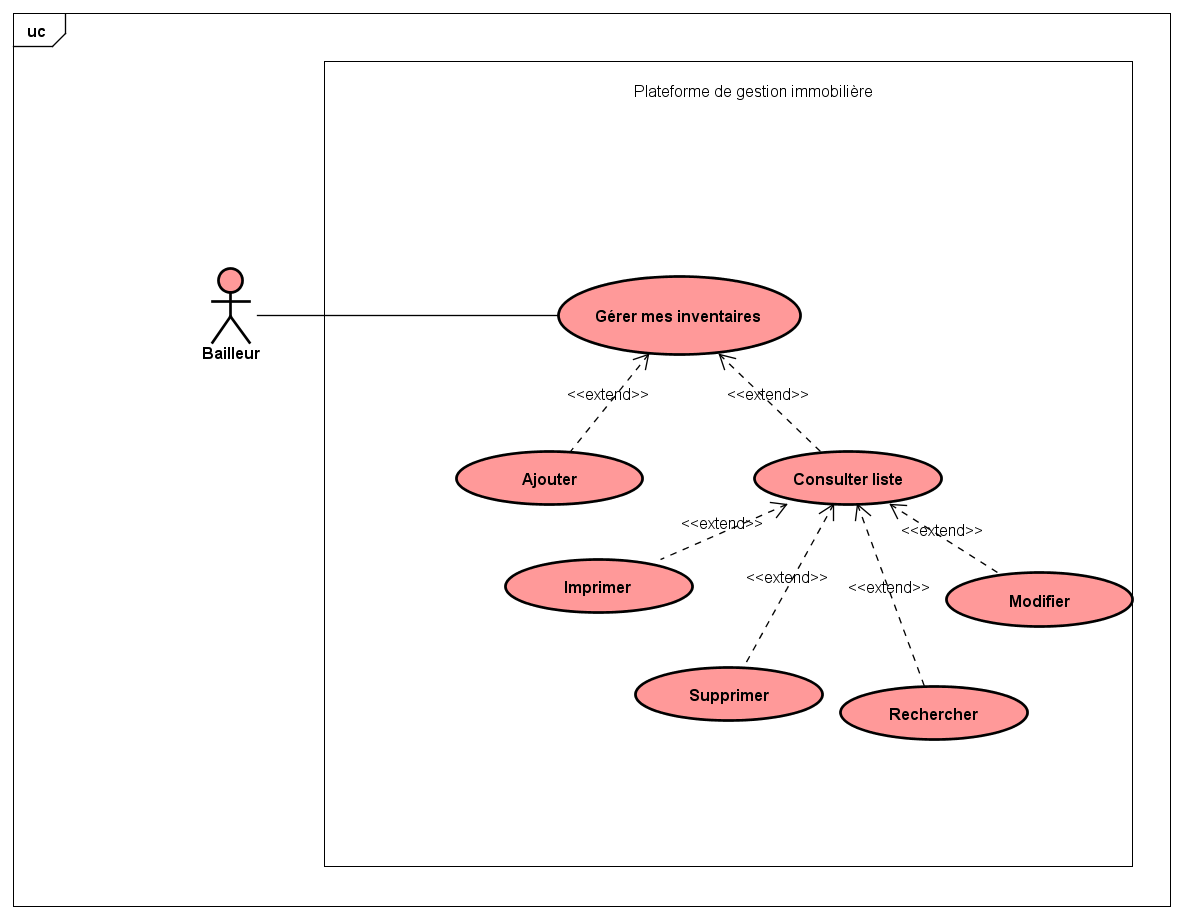 uc
Plateforme de gestion immobilière
Bailleur
Gérer mes inventaires
<<extend>>
<<extend>>
Ajouter
Consulter liste
<<extend>>
<<extend>>
<<extend>>
<<extend>>
Imprimer
Modifier
Supprimer
Rechercher